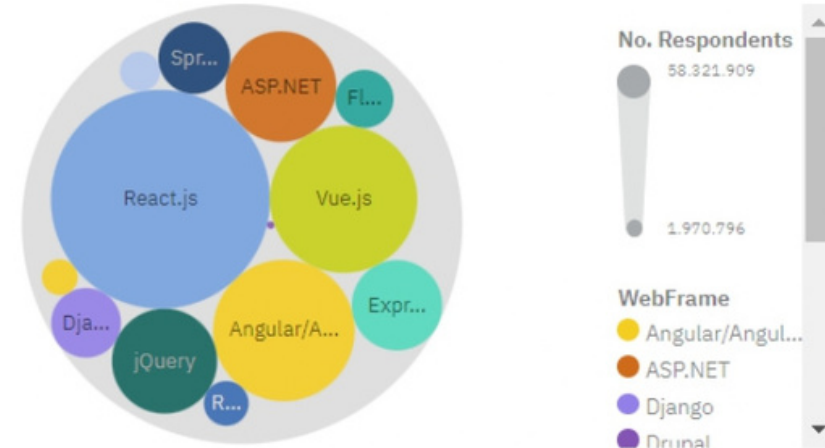 Spr...
ASP.NET
Fl...
React.js
Vue.js
Expr...
Dja...
Angular/A...
jQuery
R...
No. Respondents
58.321.909
1.970.796
WebFrame
Angular/Angul...
ASP.NET
Django
Drupal